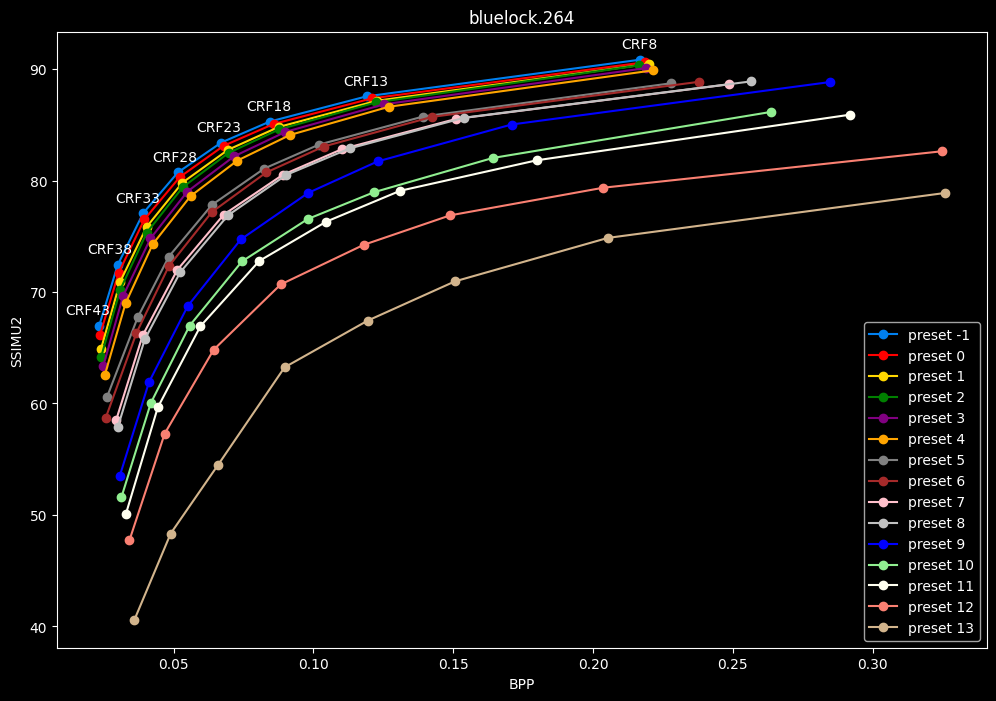 bluelock.264
CRF8
CRF13
CRF18
CRF23
CRF28
CRF33
CRF38
CRF43
90
80
70
60
50
40
SSIMU2
0.05 0.10 0.15 0.20 0.25 0.30
BPP
preset -1
preset 0
preset 1
preset 2
preset 3
preset 4
preset 5
preset 6
preset 7
preset 8
preset 9
preset 10
preset 11
preset 12
preset 13